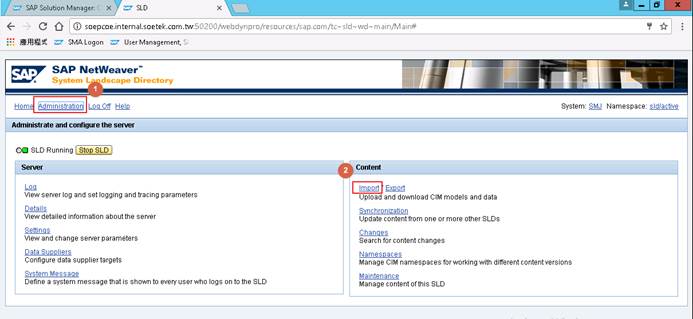 SAP Solution Manager: 
SLD
soepcoe.internal.soetek.com.tw:50200/webdynpro/resources/sap.com/tc~sld~wd~main/Main#
應用程式 SMA Logon User Management, S
SAP SAP NetWeaver™
System Landscape Directory
1
Home Administration Log Off Help System: SMJ Namespace: sld/active
Administrate and configure the server
SLD Running Stop SLD
Server
Log
View server log and set logging and tracing parameters
Details
View detailed information about the server
Settings
View and change server parameters
Data Suppliers
Configure data supplier targets
System Message
Define a system message that is shown to every user who logs on to the SLD
2
Content
Import / Export
Upload and download CIM models and data
Synchronization
Update content from one or more other SLDs
Changes
Search for content changes
Namespaces
Manage CIM namespaces for working with different content versions
Maintenance
Manage content of this SLD